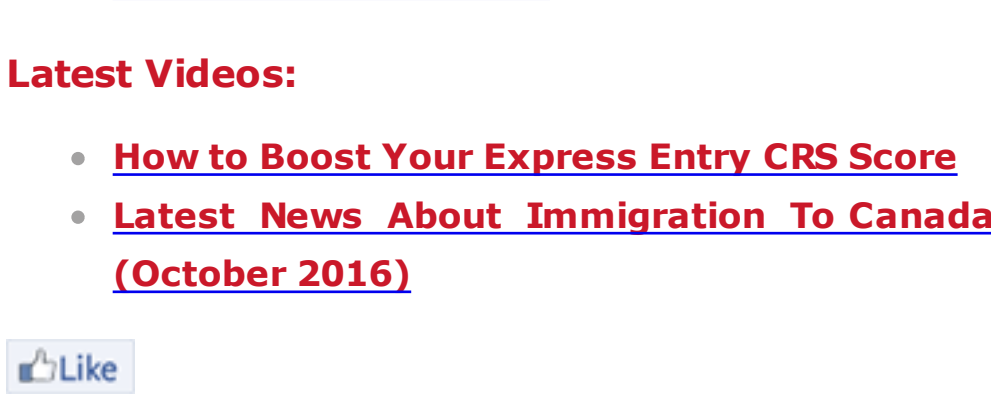 Latest Videos:
How to Boost Your Express Entry CRS Score
Latest News About Immigration To Canada
(October 2016)
Like